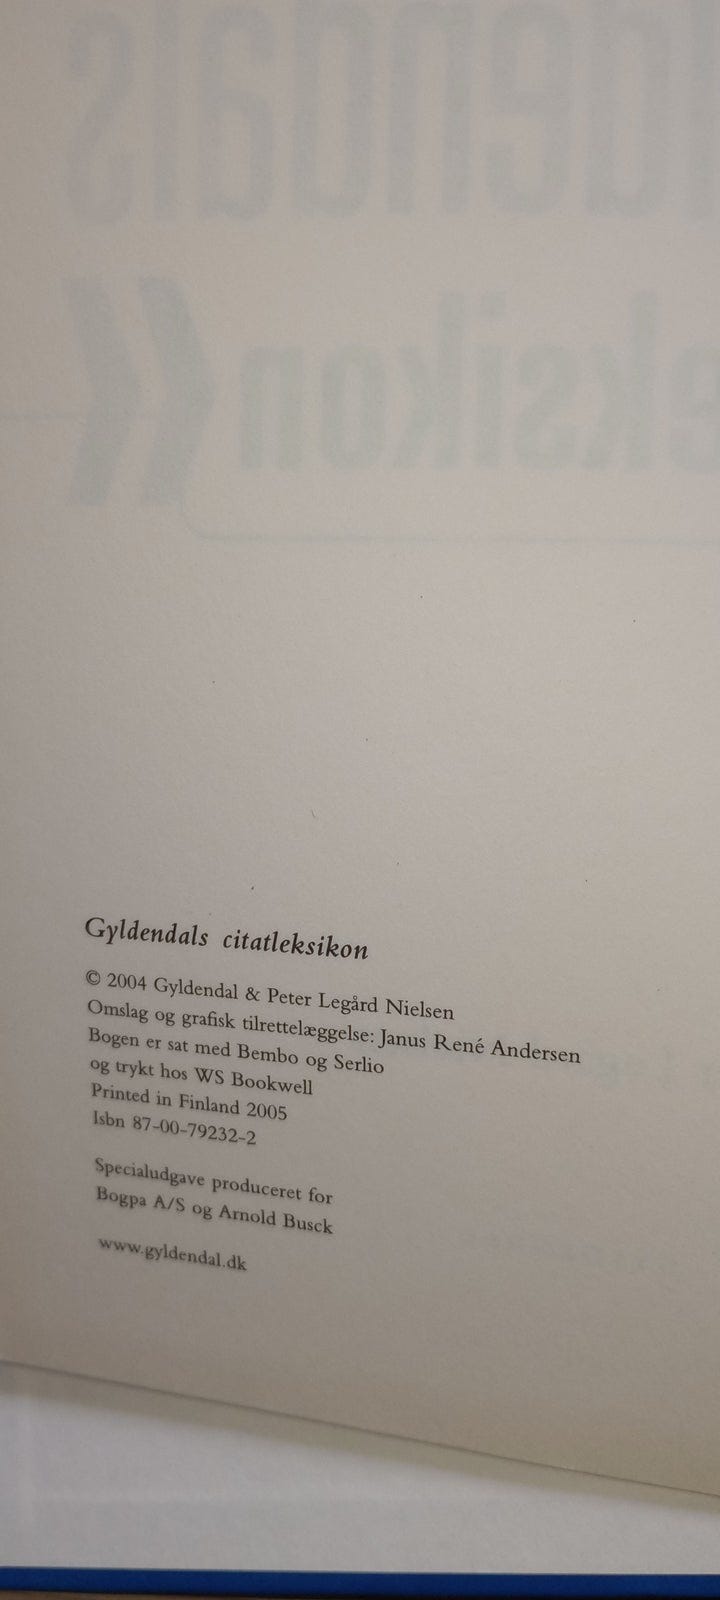 Gyldendals citatleksikon
© 2004 Gyldendal & Peter Legård Nielsen
Omslag og grafisk tilrettelæggelse: Janus René Andersen
Bogen er sat med Bembo og Serlio
og trykt hos WS Bookwell
Printed in Finland 2005
Isbn 87-00-79232-2
Specialudgave produceret for
Bogpa A/S og Arnold Busck
www.gyldendal.dk